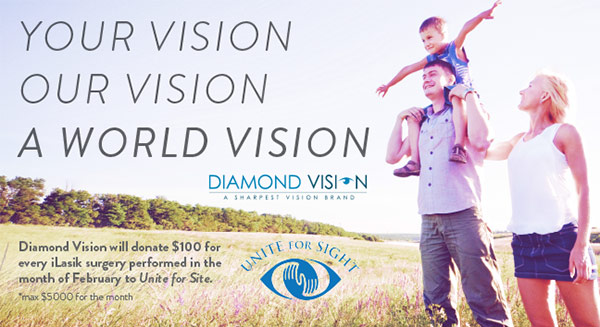 YOUR VISION
OUR VISION
A WORLD VISION
DIAMOND VISION
A SHARPEST VISION BRAND
Diamond Vision will donate $100 for
every iLasik surgery performed in the
month of February to Unite for Site.
*max $5000 for the month
UNITE FOR SIGHT